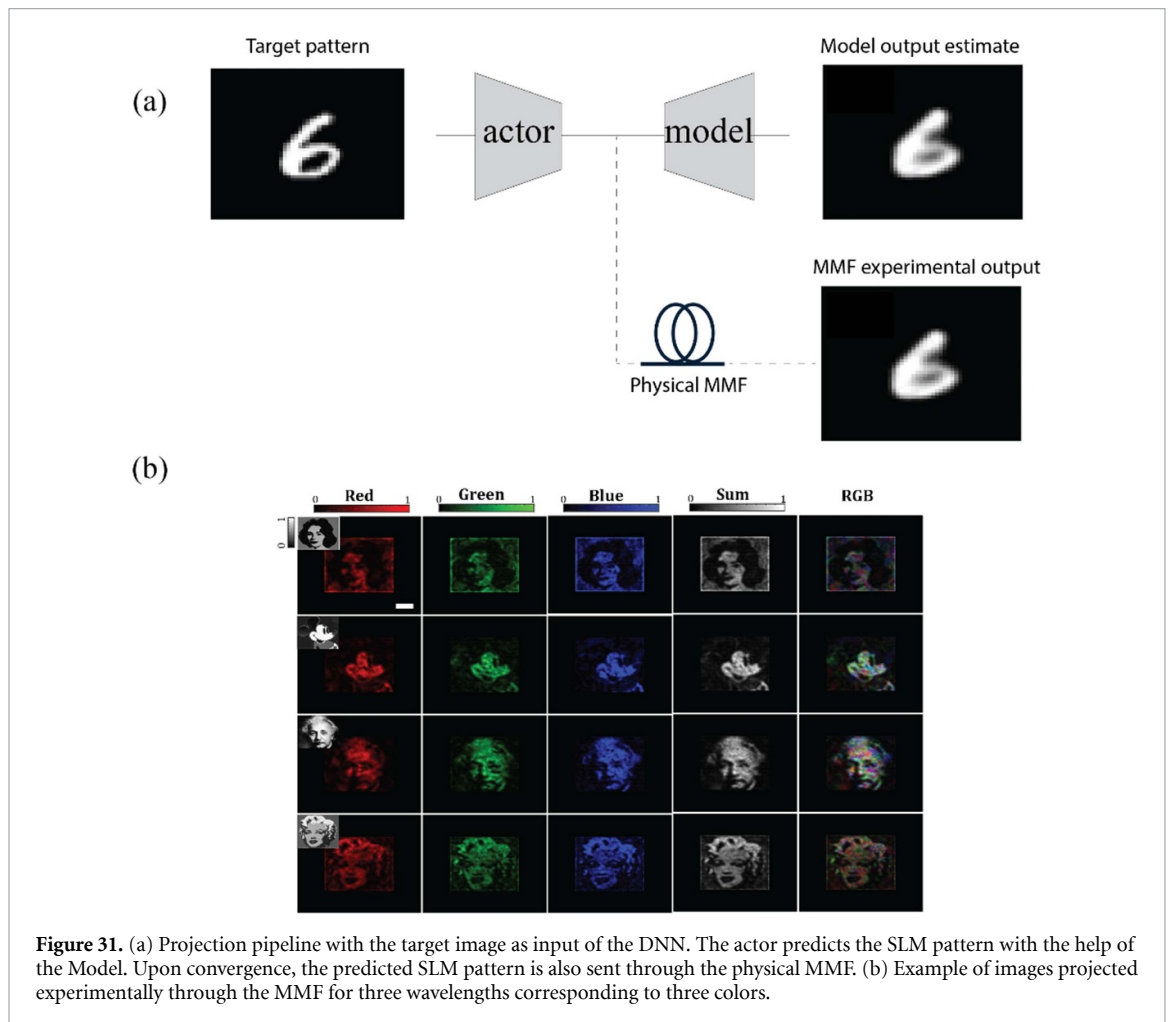 Target pattern
Model output estimate
(a)
actor
model
MMF experimental output
Physical MMF
(b)
Red
Green
Blue
Sum
RGB
0 1
0 1
0 1
0 1
0 1
Figure 31. (a) Projection pipeline with the target image as input of the DNN. The actor predicts the SLM pattern with the help of
the Model. Upon convergence, the predicted SLM pattern is also sent through the physical MMF. (b) Example of images projected
experimentally through the MMF for three wavelengths corresponding to three colors.